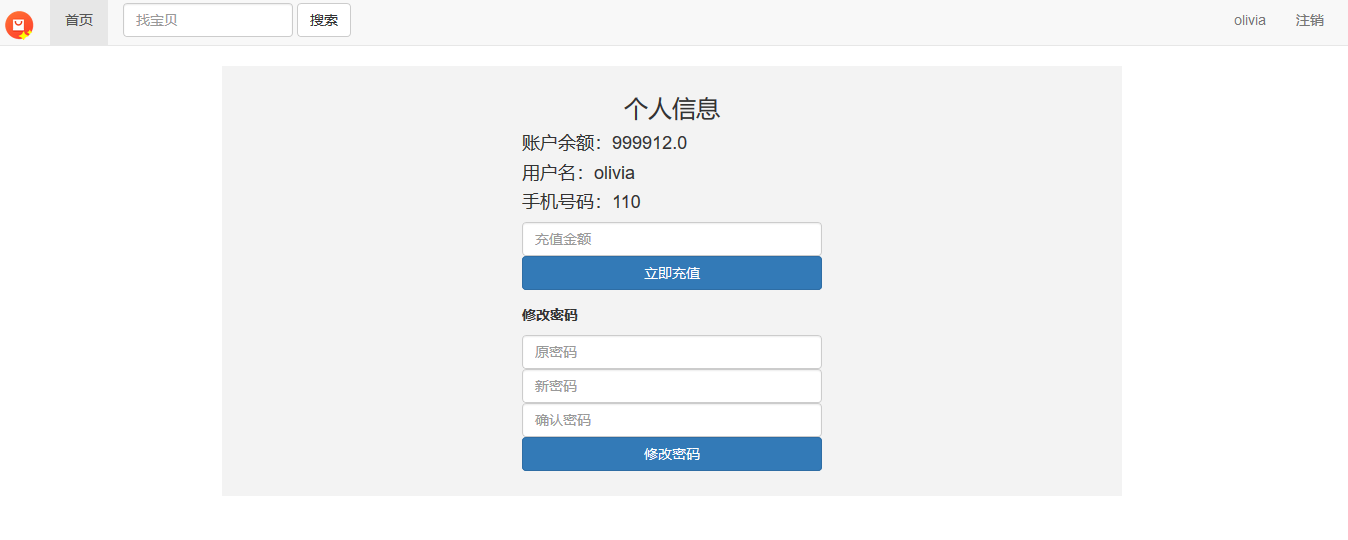 首页 找宝贝 搜索 olivia 注销
个人信息
账户余额：999912.0
用户名：olivia
手机号码：110
充值金额
立即充值
修改密码
原密码
新密码
确认密码
修改密码